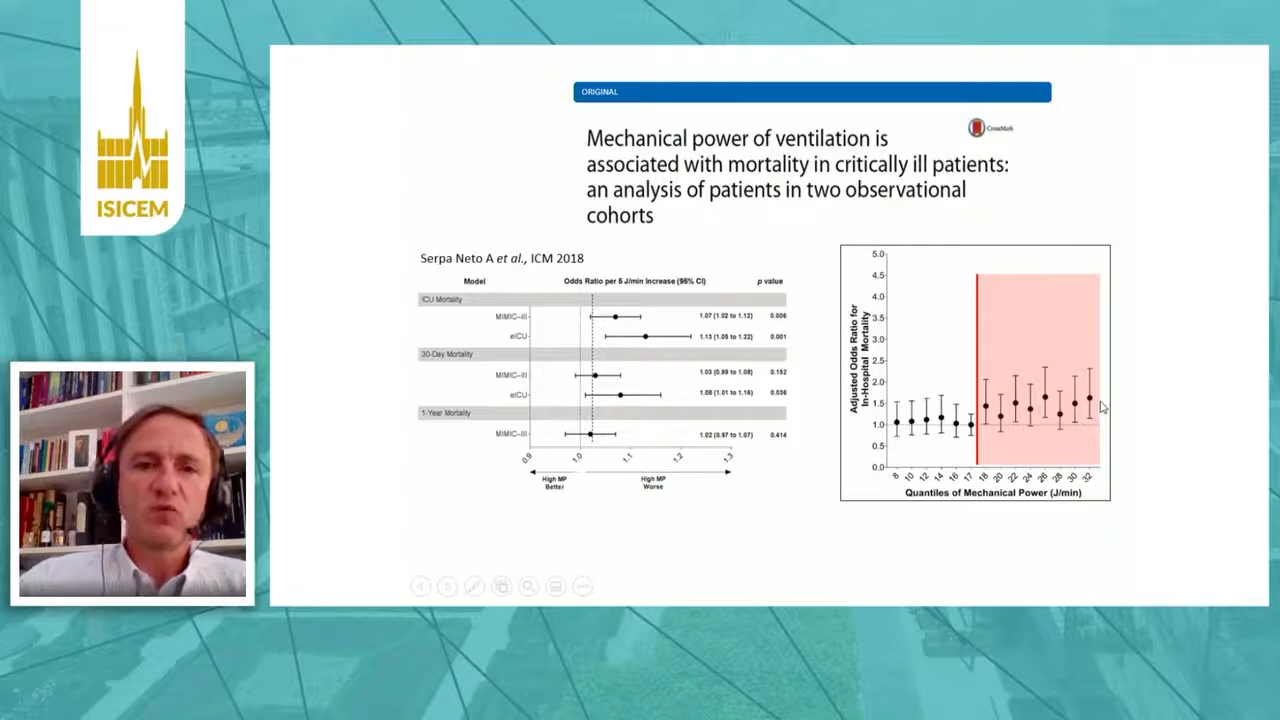 ISICEM
ORIGINAL
CrossMark
Mechanical power of ventilation is
associated with mortality in critically ill patients:
an analysis of patients in two observational
cohorts
Serpa Neto A et al., ICM 2018
Model Odds Ratio per 5 J/min Increase (95% CI) p value
ICU Mortality
MIMIC–III 1.07 (1.02 to 1.12) 0.006
eICU 1.13 (1.05 to 1.22) 0.001
30-Day Mortality
MIMIC–III 1.03 (0.99 to 1.08) 0.152
eICU 1.08 (1.01 to 1.16) 0.036
1-Year Mortality
MIMIC–III 1.02 (0.97 to 1.07) 0.414
0.9 1.0 1.1 1.2 1.3
High MP
Better
High MP
Worse
Adjusted Odds Ratio for
In-Hospital Mortality
5.0
4.5
4.0
3.5
3.0
2.5
2.0
1.5
1.0
0.5
0.0
8 10 12 14 16 17 18 20 22 24 26 28 30 32
Quantiles of Mechanical Power (J/min)